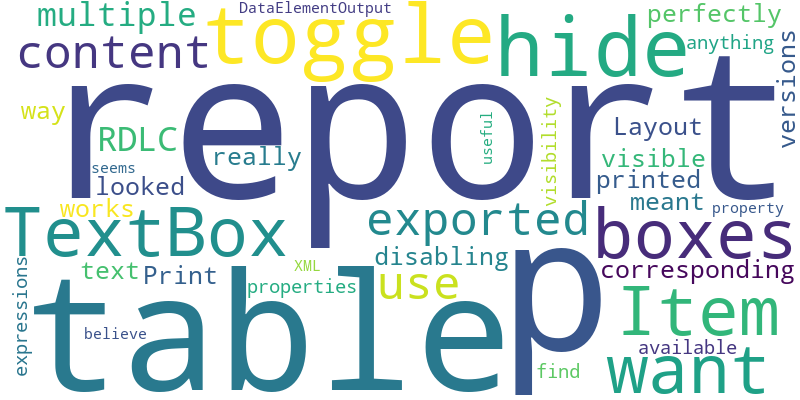 multiple
DataElementOutput
toggle
hide
perfectly
content
anything
versions
report
way
RDLC
really
useful
visibility
Layout
visible
seems
looked
printed
works
meant
property
TextBox
exported
boxes
text
Print
disabling
XML
corresponding
expressions
table
properties
use
p
Item
believe
available
find
want